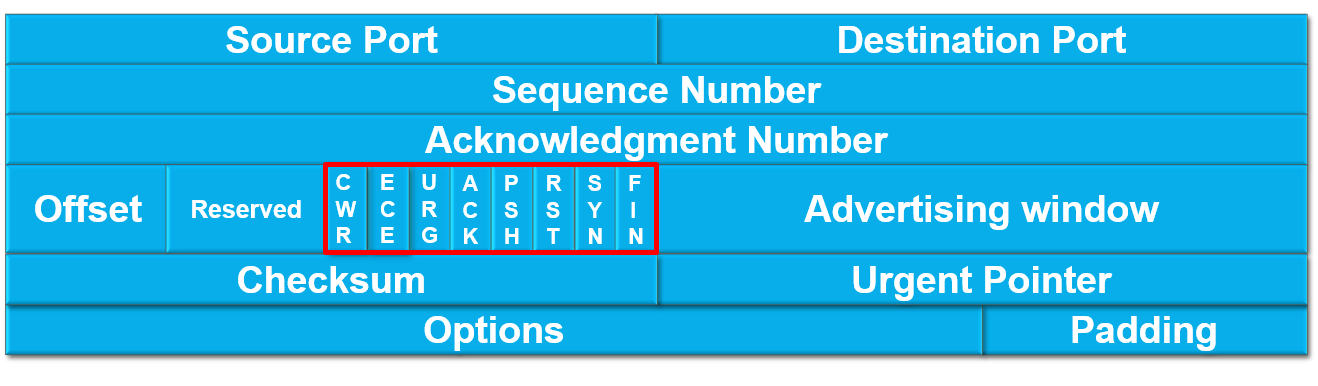 Source Port Destination Port
Sequence Number
Acknowledgment Number
Offset Reserved CWR ECE URG ACK PSH RST SYN FIN Advertising window
Checksum Urgent Pointer
Options Padding